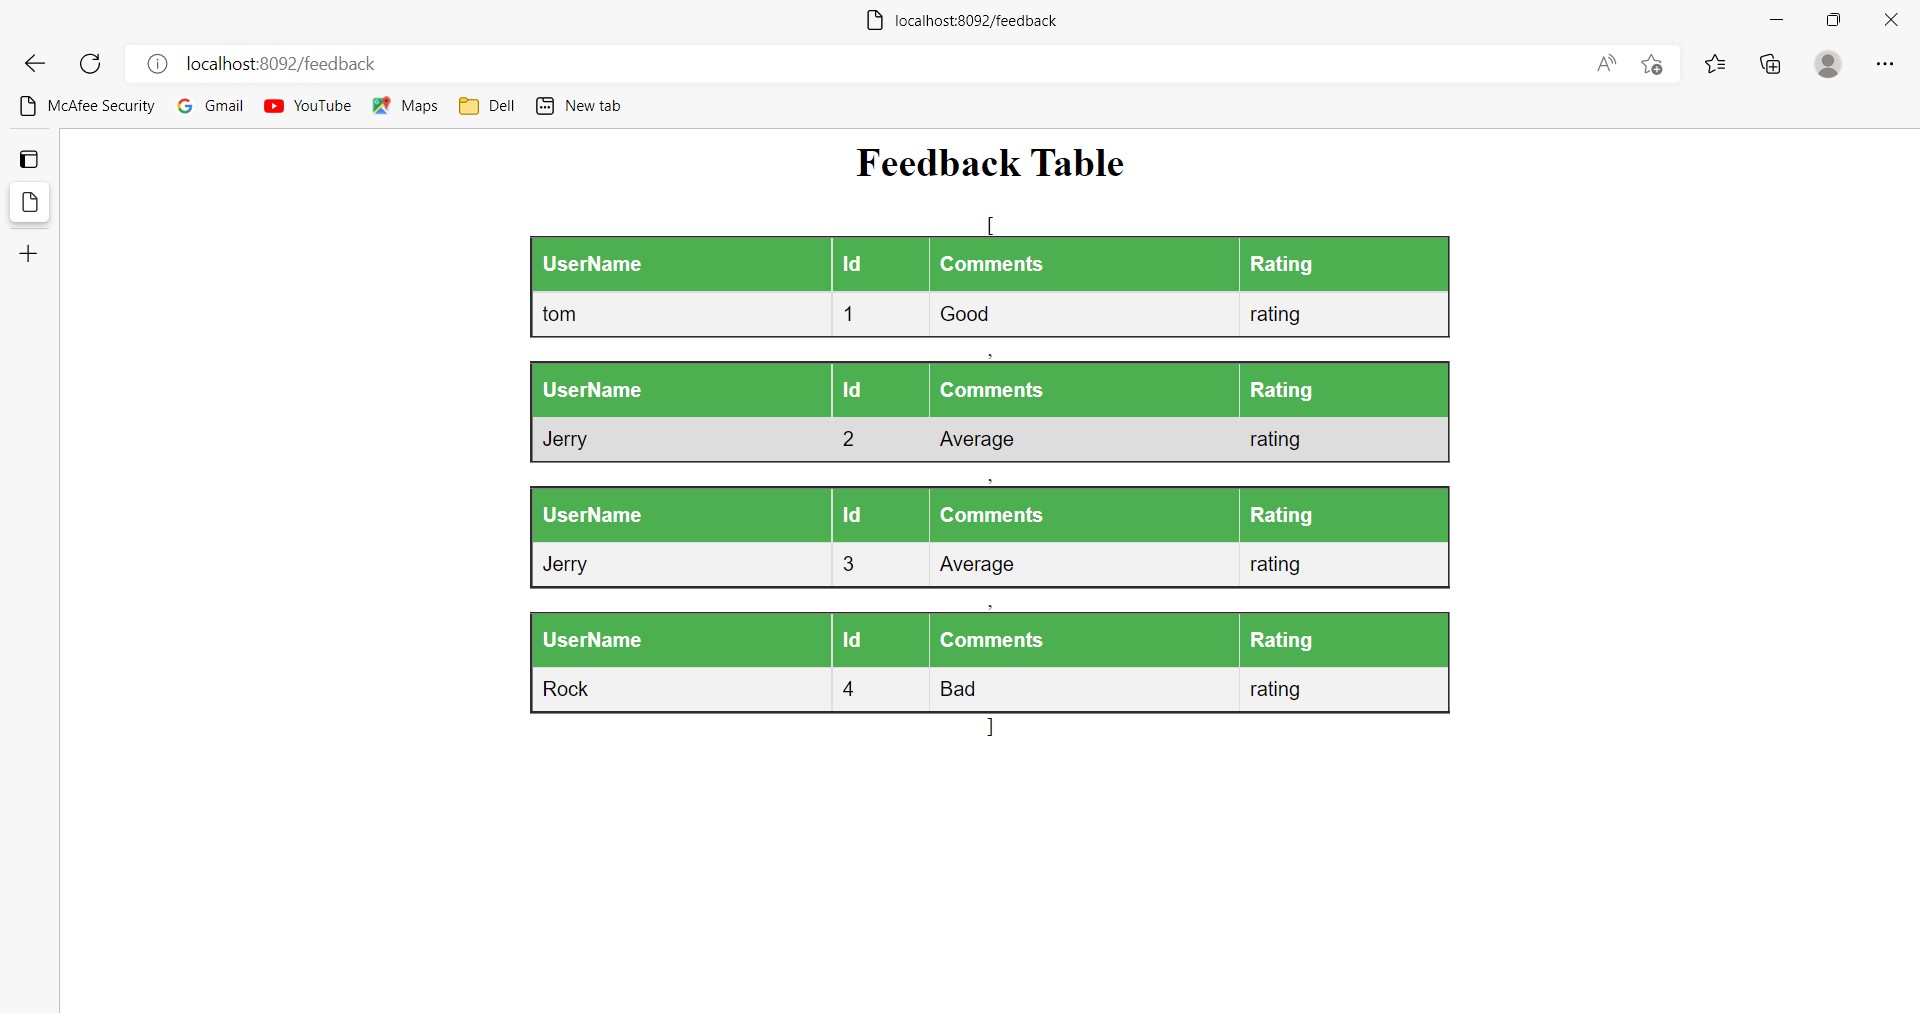 localhost:8092/feedback
localhost:8092/feedback
McAfee Security Gmail YouTube Maps Dell New tab
Feedback Table
[
UserName Id Comments Rating
tom 1 Good rating
,
UserName Id Comments Rating
Jerry 2 Average rating
,
UserName Id Comments Rating
Jerry 3 Average rating
,
UserName Id Comments Rating
Rock 4 Bad rating
]